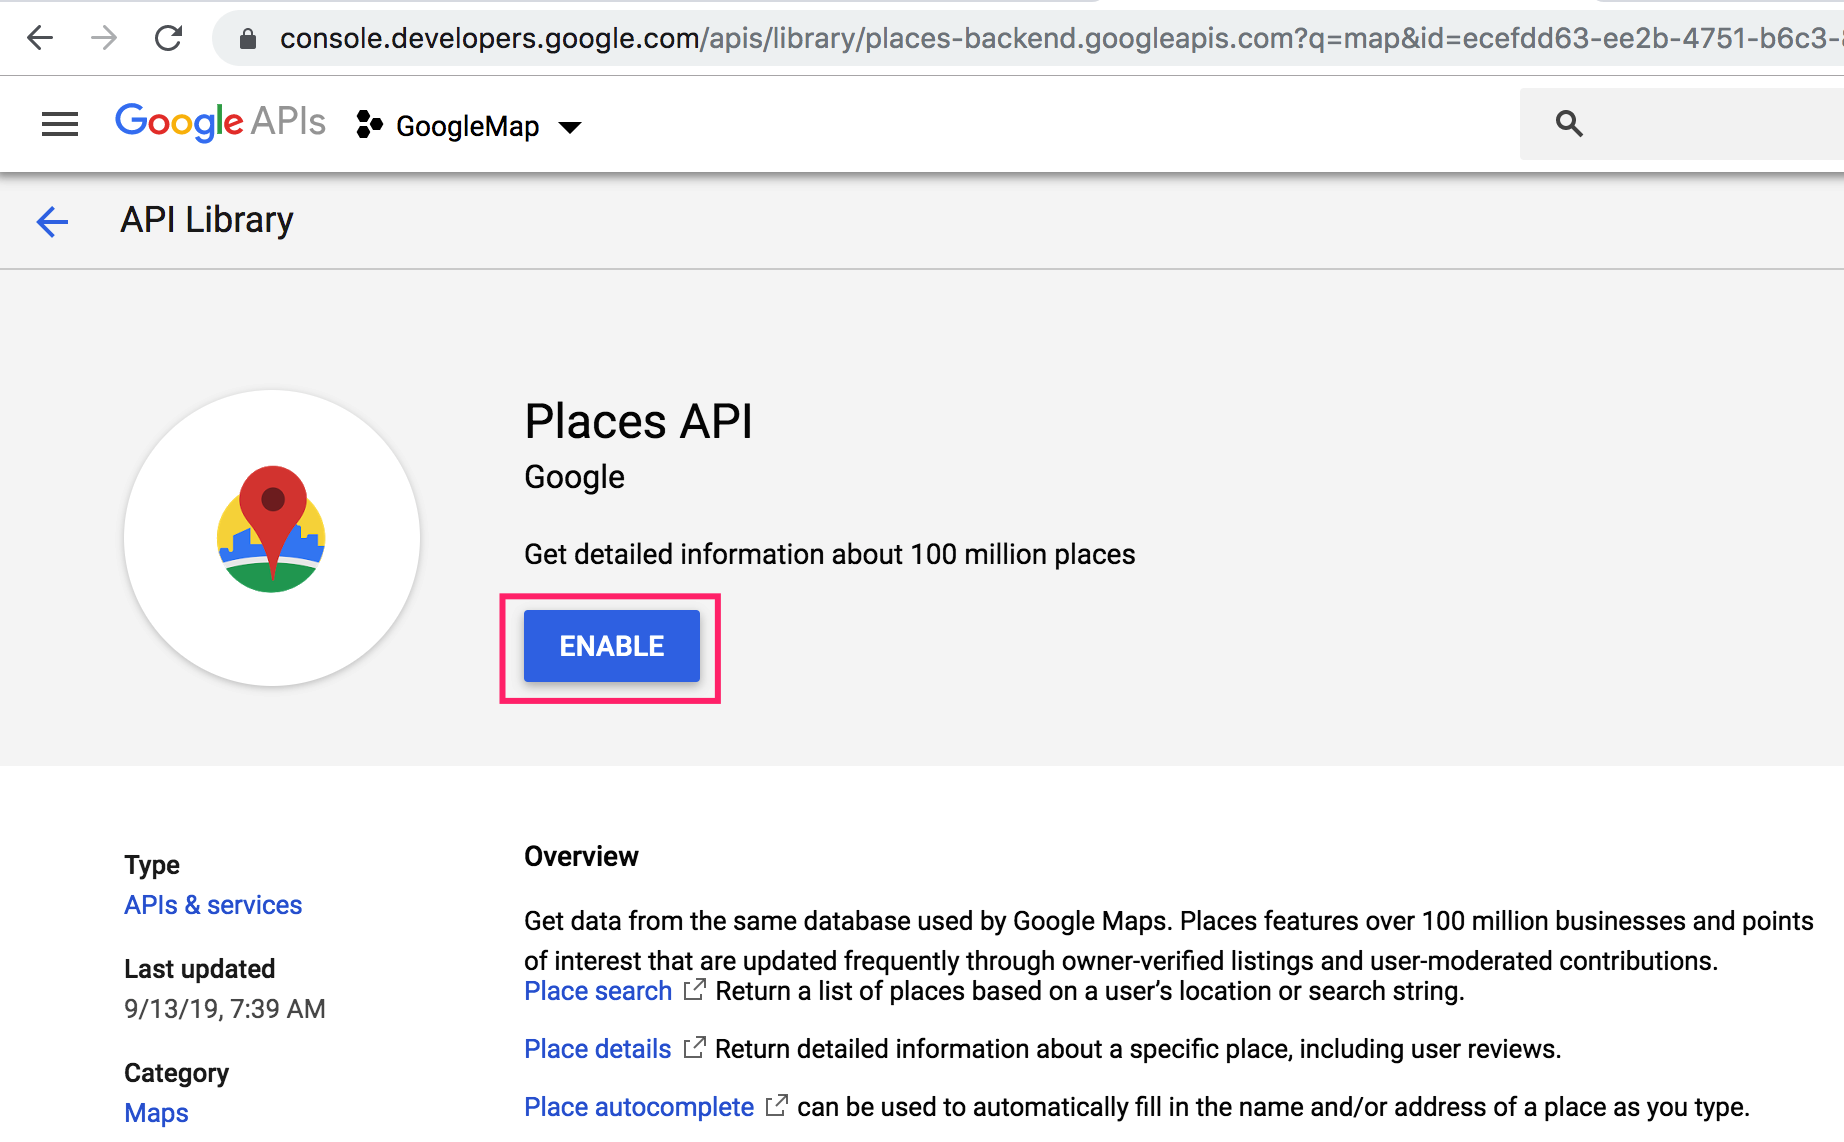 console.developers.google.com/apis/library/places-backend.googleapis.com?q=map&id=ecefdd63-ee2b-4751-b6c3-
Google APIs GoogleMap
API Library
Places API
Google
Get detailed information about 100 million places
ENABLE
Type
APIs & services
Last updated
9/13/19, 7:39 AM
Category
Maps
Overview
Get data from the same database used by Google Maps. Places features over 100 million businesses and points
of interest that are updated frequently through owner-verified listings and user-moderated contributions.
Place search Return a list of places based on a user's location or search string.
Place details Return detailed information about a specific place, including user reviews.
Place autocomplete can be used to automatically fill in the name and/or address of a place as you type.